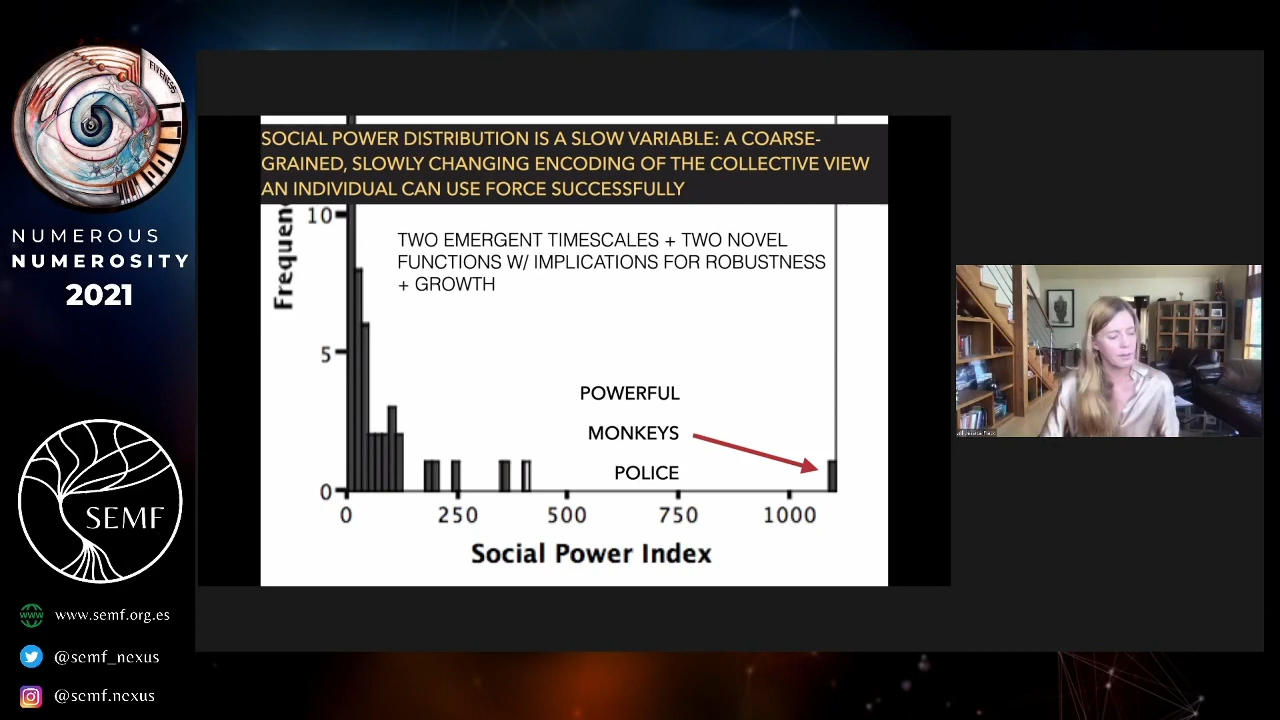 FIVENESS
NUMEROUS
NUMEROSITY
2021
SEMF
www.semf.org.es
@semf_nexus
@semf.nexus
SOCIAL POWER DISTRIBUTION IS A SLOW VARIABLE: A COARSE-
GRAINED, SLOWLY CHANGING ENCODING OF THE COLLECTIVE VIEW
AN INDIVIDUAL CAN USE FORCE SUCCESSFULLY
TWO EMERGENT TIMESCALES + TWO NOVEL
FUNCTIONS W/ IMPLICATIONS FOR ROBUSTNESS
+ GROWTH
Frequenc
10
5
0
POWERFUL
MONKEYS
POLICE
0 250 500 750 1000
Social Power Index